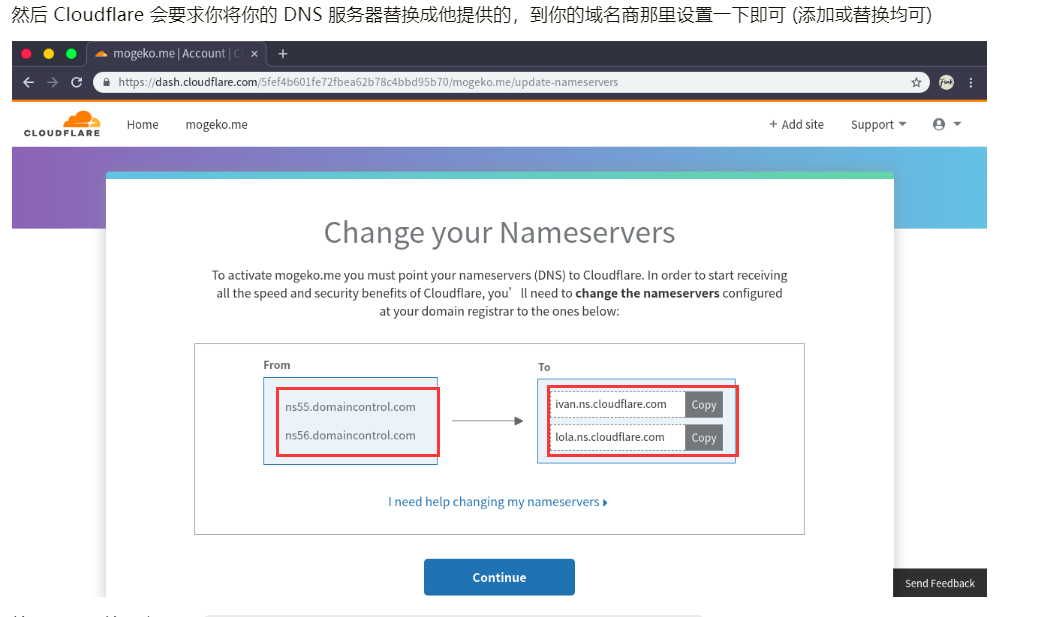 然后 Cloudflare 会要求你将你的 DNS 服务器替换成他提供的，到你的域名商那里设置一下即可 (添加或替换均可)
mogeko.me | Account | C
https://dash.cloudflare.com/5fef4b601fe72fbea62b78c4bbd95b70/mogeko.me/update-nameservers
CLOUDFLARE Home mogeko.me + Add site Support
Change your Nameservers
To activate mogeko.me you must point your nameservers (DNS) to Cloudflare. In order to start receiving
all the speed and security benefits of Cloudflare, you’ll need to change the nameservers configured
at your domain registrar to the ones below:
From
To
ns55.domaincontrol.com
ns56.domaincontrol.com
ivan.ns.cloudflare.com Copy
lola.ns.cloudflare.com Copy
I need help changing my nameservers
Continue
Send Feedback